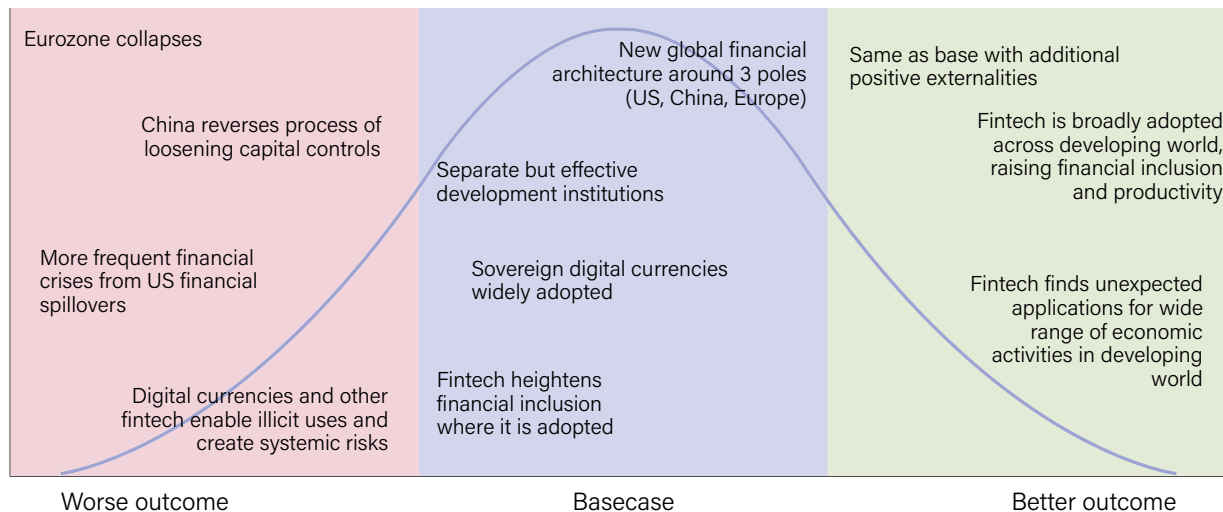 Eurozone collapses
China reverses process of
loosening capital controls
More frequent financial
crises from US financial
spillovers
Digital currencies and other
fintech enable illicit uses and
create systemic risks
New global financial
architecture around 3 poles
(US, China, Europe)
Separate but effective
development institutions
Sovereign digital currencies
widely adopted
Fintech heightens
financial inclusion
where it is adopted
Same as base with additional
positive externalities
Fintech is broadly adopted
across developing world,
raising financial inclusion
and productivity
Fintech finds unexpected
applications for wide
range of economic
activities in developing
world
Worse outcome
Basecase
Better outcome